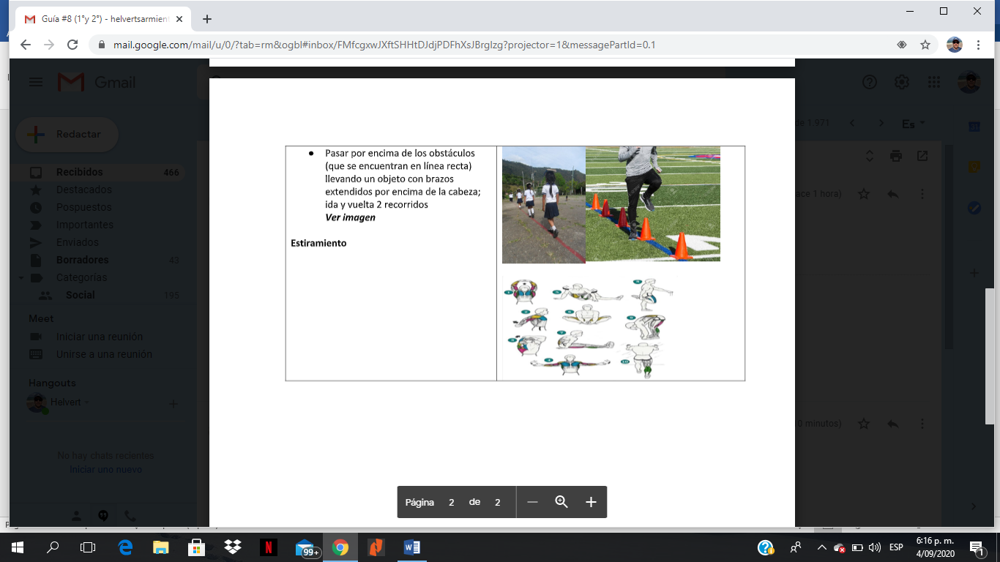 Guía #8 (1°y 2°) - helvertsarmien
mail.google.com/mail/u/0/?tab=rm&ogbl#inbox/FMfcgxwJXftSHHtDJdjPDFhXsJBrglzg?projector=1&messagePartId=0.1
Gmail
de 1.971
Es
Redactar
Recibidos 466
Destacados
Pospuestos
Importantes
Enviados
Borradores 43
Categorías
Social 195
Meet
Iniciar una reunión
Unirse a una reunión
Hangouts
Helvert
No hay chats recientes
Iniciar uno nuevo
ace 1 hora)
0 minutos)
● Pasar por encima de los obstáculos
(que se encuentran en línea recta)
llevando un objeto con brazos
extendidos por encima de la cabeza;
ida y vuelta 2 recorridos
Ver imagen
Estiramiento
Página 2 de 2
99+
ESP
6:16 p. m.
4/09/2020
1